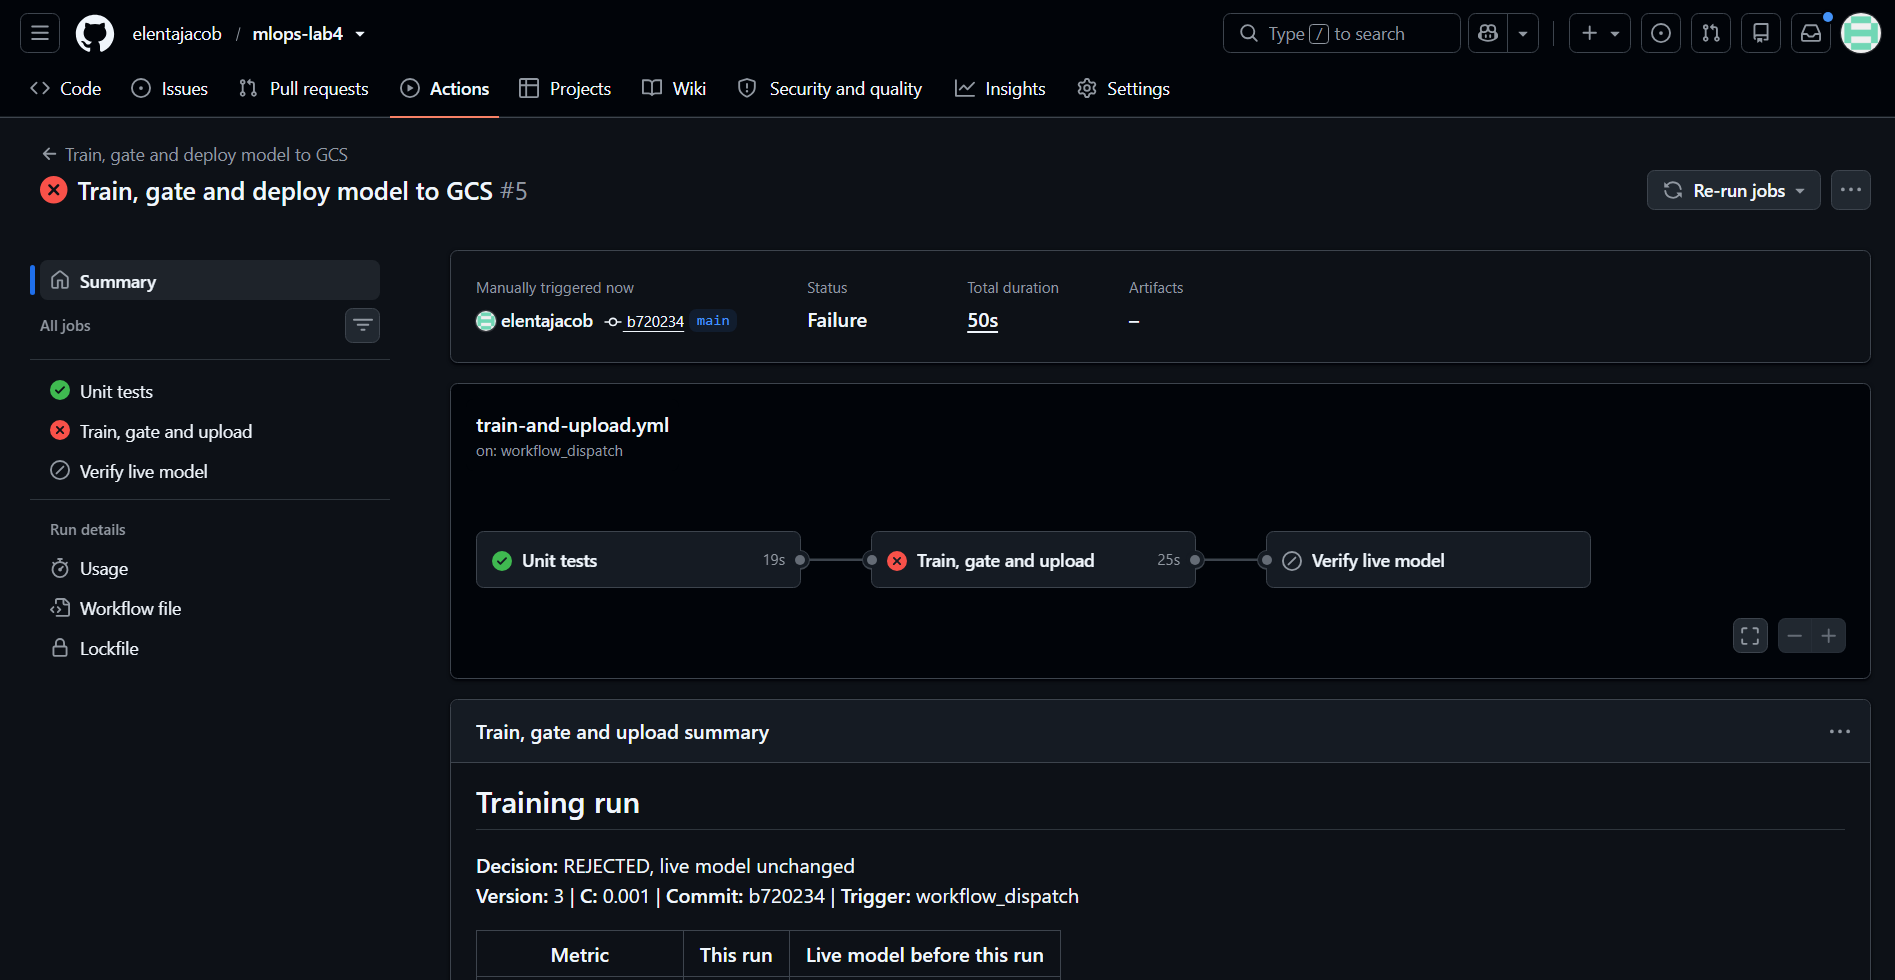 elentajacob / mlops-lab4
Type / to search
Code
Issues
Pull requests
Actions
Projects
Wiki
Security and quality
Insights
Settings
Train, gate and deploy model to GCS
Train, gate and deploy model to GCS #5
Re-run jobs
Summary
All jobs
Unit tests
Train, gate and upload
Verify live model
Run details
Usage
Workflow file
Lockfile
Manually triggered now
elentajacob b720234 main
Status
Failure
Total duration
50s
Artifacts
–
train-and-upload.yml
on: workflow_dispatch
Unit tests 19s
Train, gate and upload 25s
Verify live model
Train, gate and upload summary
Training run
Decision: REJECTED, live model unchanged
Version: 3 | C: 0.001 | Commit: b720234 | Trigger: workflow_dispatch
Metric This run Live model before this run